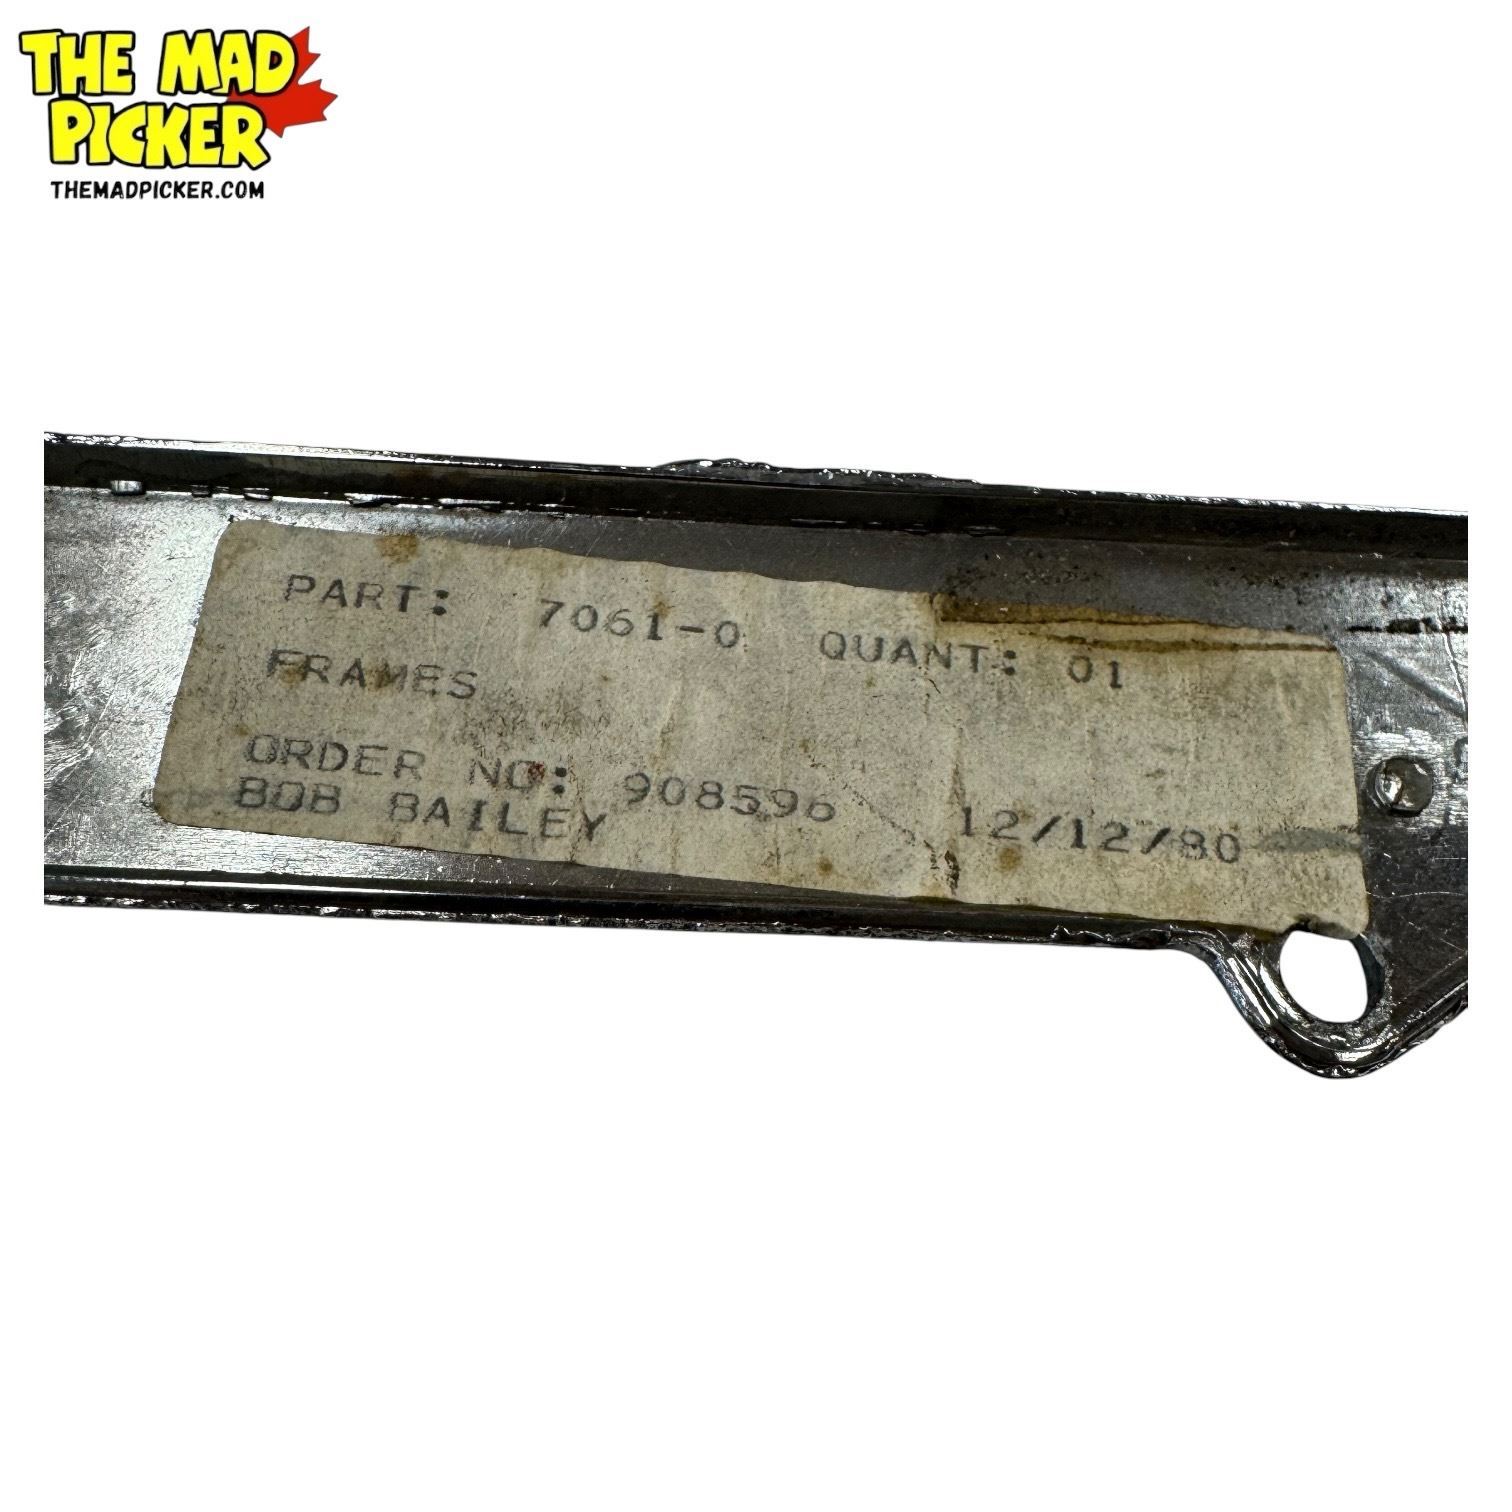 THE MAD
PICKER
THEMADPICKER.COM
PART: 7061-0 QUANT: 01
FRAMES
ORDER NO: 908596 12/12/80
BOB BAILEY